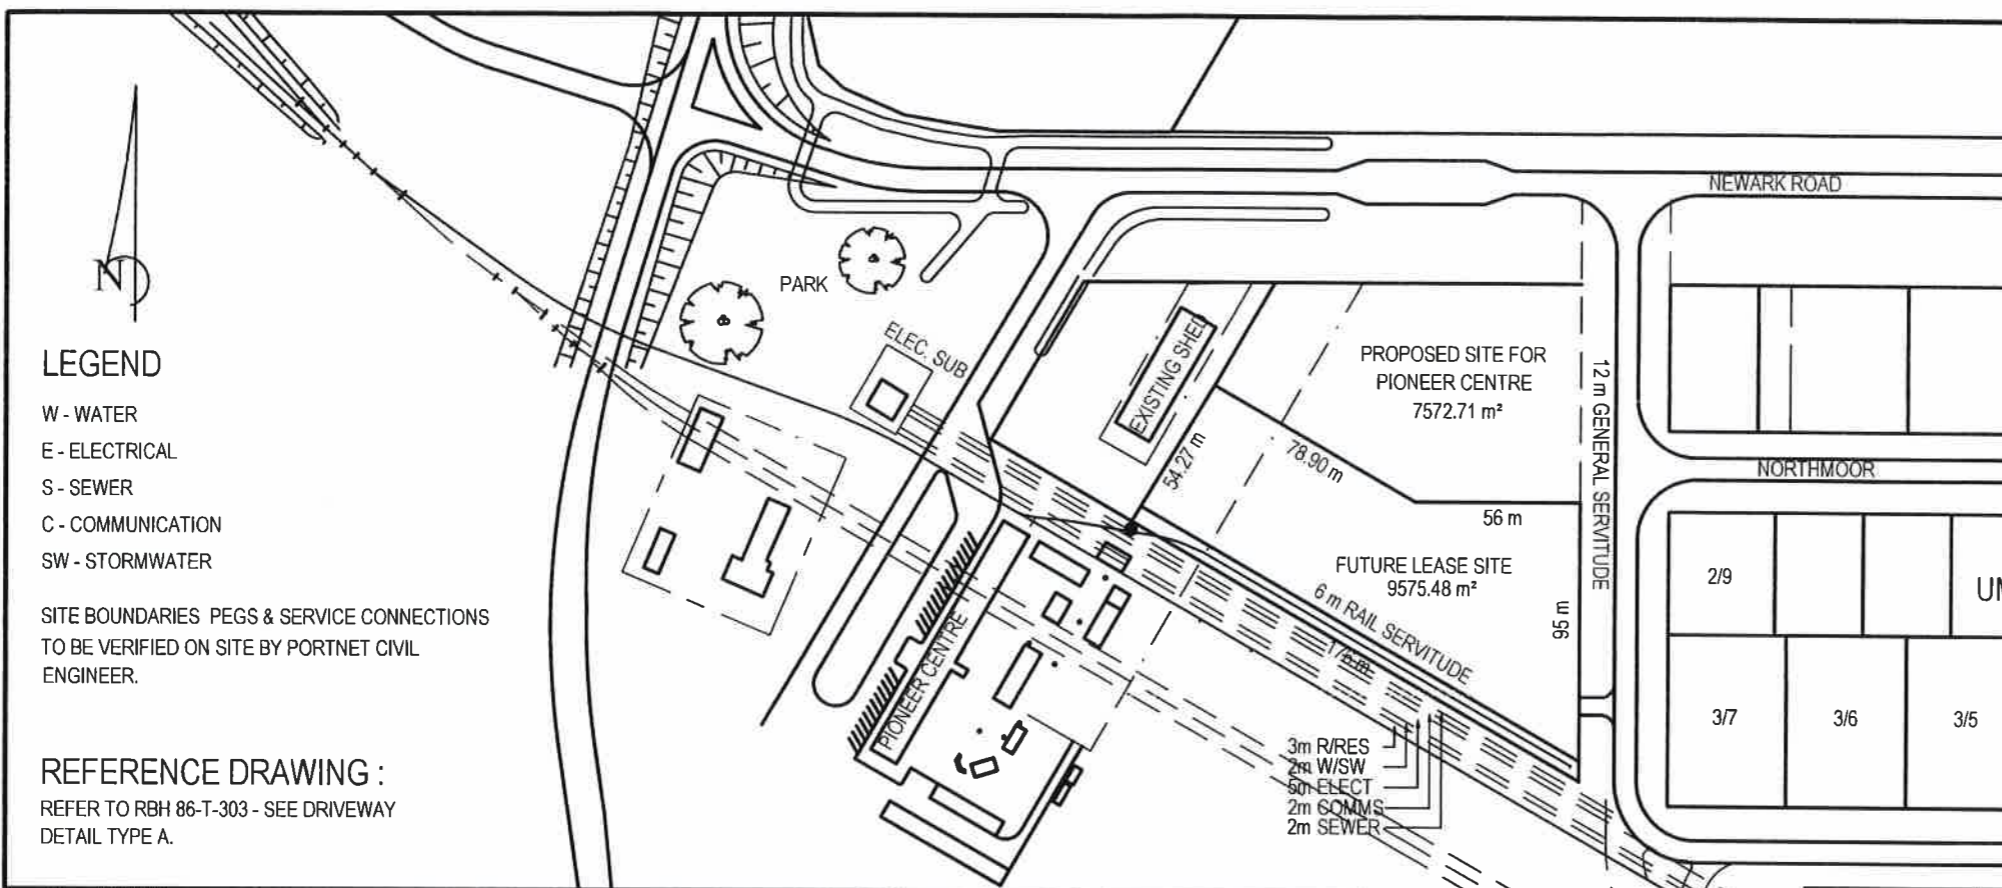 N
LEGEND
W - WATER
E - ELECTRICAL
S - SEWER
C - COMMUNICATION
SW - STORMWATER
SITE BOUNDARIES PEGS & SERVICE CONNECTIONS
TO BE VERIFIED ON SITE BY PORTNET CIVIL
ENGINEER.
REFERENCE DRAWING :
REFER TO RBH 86-T-303 - SEE DRIVEWAY
DETAIL TYPE A.
PARK
ELEC. SUB
EXISTING SHED
PROPOSED SITE FOR
PIONEER CENTRE
7572.71 m²
54.27 m
78.90 m
56 m
FUTURE LEASE SITE
9575.48 m²
95 m
6 m RAIL SERVITUDE
12 m GENERAL SERVITUDE
PIONEER CENTRE
3m R/RES
2m W/SW
5m ELECT
2m COMMS
2m SEWER
NEWARK ROAD
NORTHMOOR
2/9
3/7
3/6
3/5